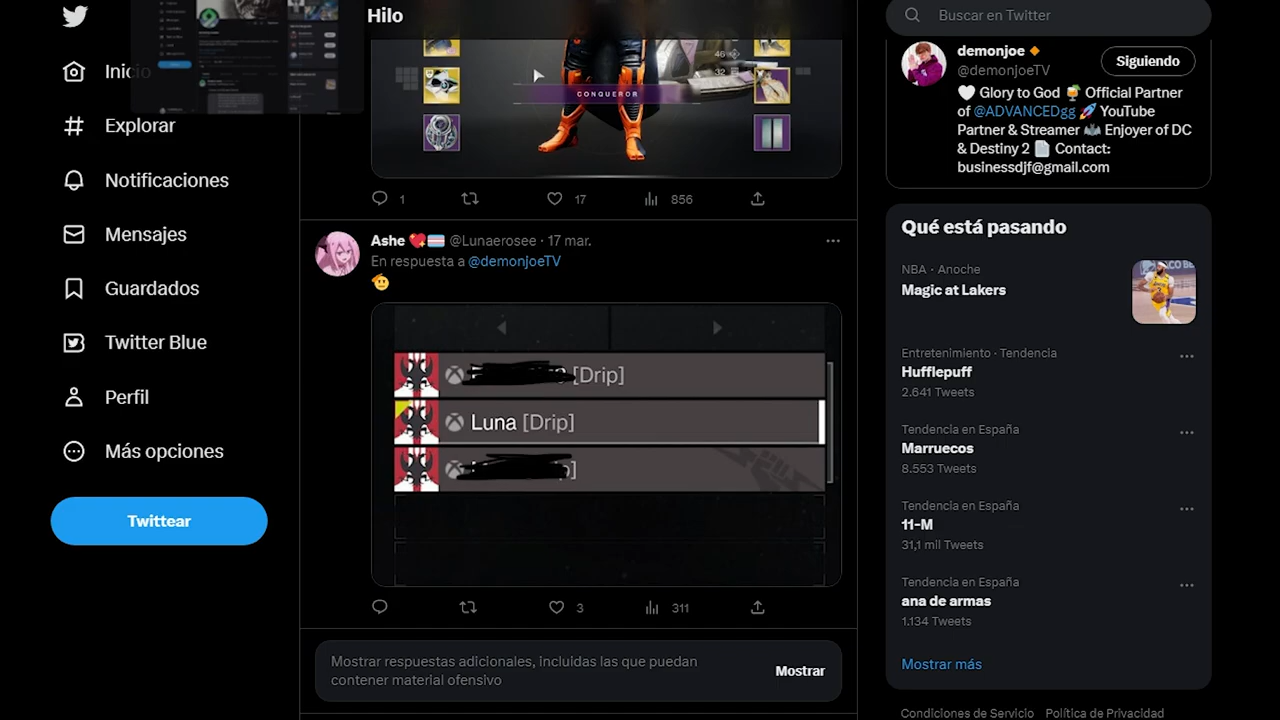 Hilo
Buscar en Twitter
Inicio
Explorar
Notificaciones
Mensajes
Guardados
Twitter Blue
Perfil
Más opciones
Twittear
46
32
CONQUEROR
1
17
856
Ashe 💖🏳️‍⚧️ @Lunaerosee · 17 mar.
En respuesta a @demonjoeTV
🫡
[Drip]
Luna [Drip]
3
311
Mostrar respuestas adicionales, incluidas las que puedan
contener material ofensivo
Mostrar
demonjoe 🔸
@demonjoeTV
Siguiendo
🤍 Glory to God 🍹 Official Partner
of @ADVANCEDgg 🚀 YouTube
Partner & Streamer 🦇 Enjoyer of DC
& Destiny 2 📄 Contact:
businessdjf@gmail.com
Qué está pasando
NBA · Anoche
Magic at Lakers
Entretenimiento · Tendencia
Hufflepuff
2.641 Tweets
Tendencia en España
Marruecos
8.553 Tweets
Tendencia en España
11-M
31,1 mil Tweets
Tendencia en España
ana de armas
1.134 Tweets
Mostrar más
Condiciones de Servicio Política de Privacidad